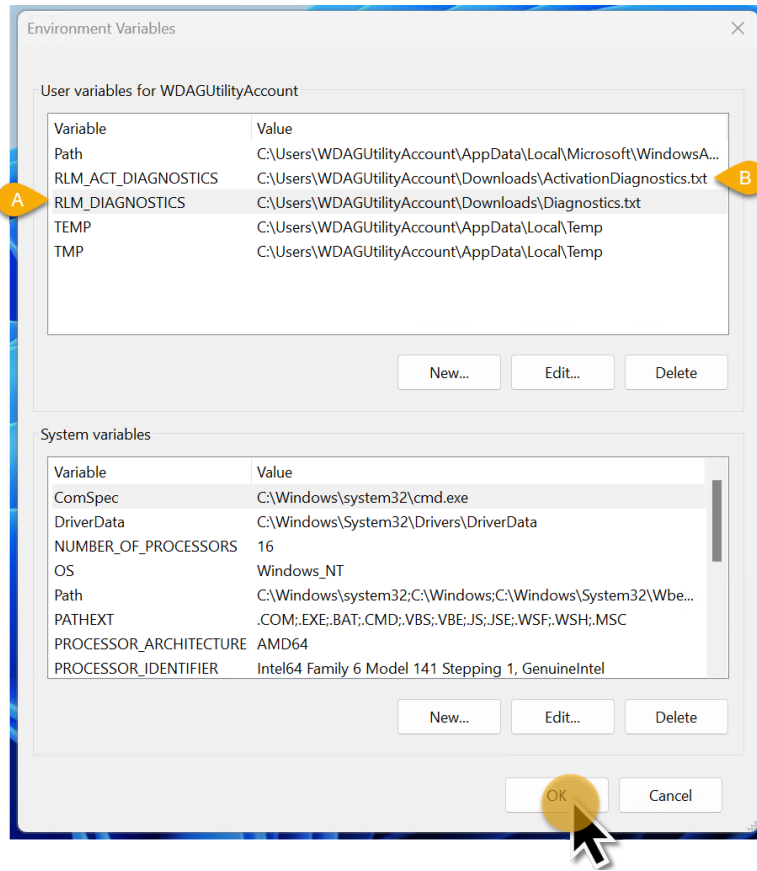 Environment Variables
User variables for WDAGUtilityAccount
Variable Value
Path C:\Users\WDAGUtilityAccount\AppData\Local\Microsoft\WindowsA...
RLM_ACT_DIAGNOSTICS C:\Users\WDAGUtilityAccount\Downloads\ActivationDiagnostics.txt B
A RLM_DIAGNOSTICS C:\Users\WDAGUtilityAccount\Downloads\Diagnostics.txt
TEMP C:\Users\WDAGUtilityAccount\AppData\Local\Temp
TMP C:\Users\WDAGUtilityAccount\AppData\Local\Temp
New... Edit... Delete
System variables
Variable Value
ComSpec C:\Windows\system32\cmd.exe
DriverData C:\Windows\System32\Drivers\DriverData
NUMBER_OF_PROCESSORS 16
OS Windows_NT
Path C:\Windows\system32;C:\Windows;C:\Windows\System32\Wbe...
PATHEXT .COM;.EXE;.BAT;.CMD;.VBS;.VBE;.JS;.JSE;.WSF;.WSH;.MSC
PROCESSOR_ARCHITECTURE AMD64
PROCESSOR_IDENTIFIER Intel64 Family 6 Model 141 Stepping 1, GenuineIntel
New... Edit... Delete
OK Cancel